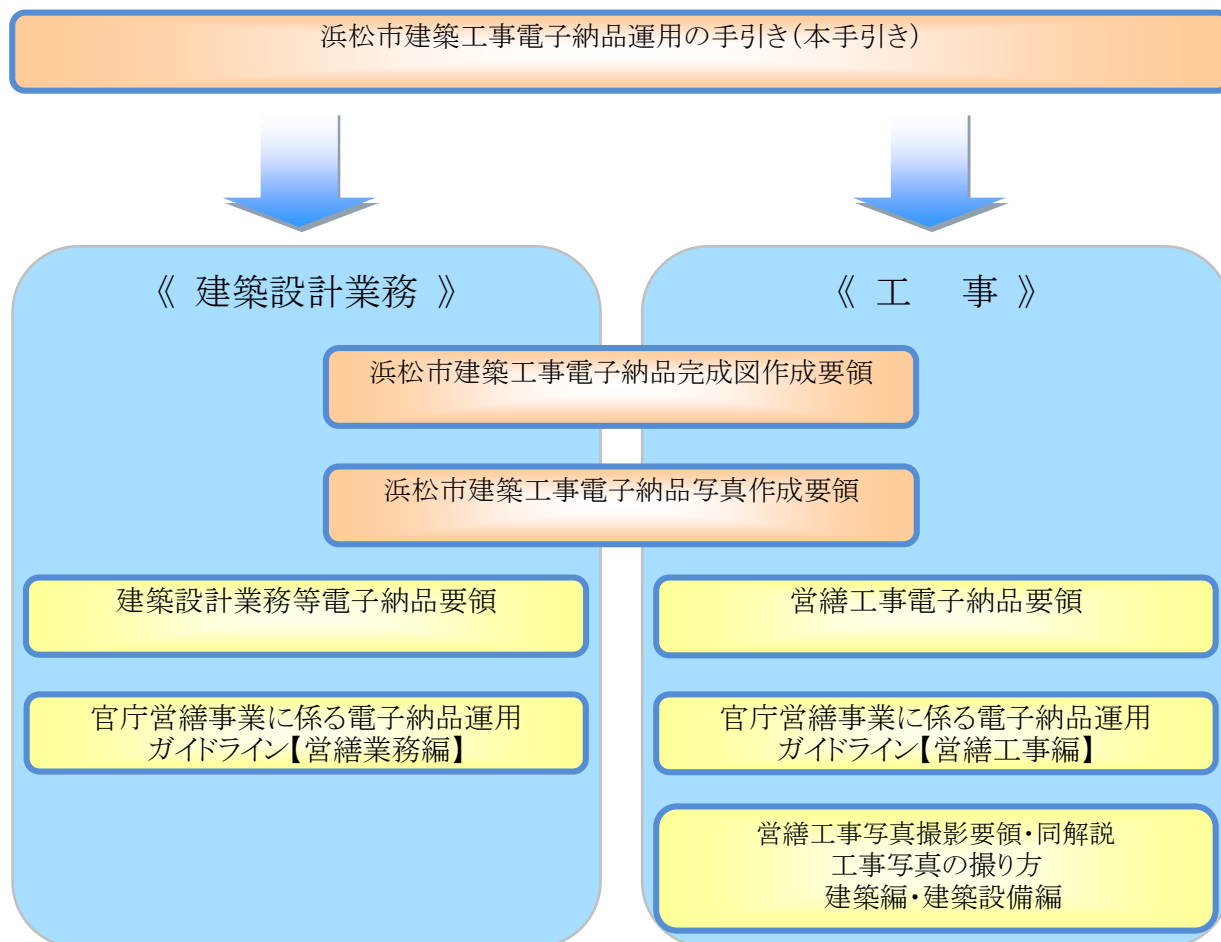 浜松市建築工事電子納品運用の手引き(本手引き)
《 建築設計業務 》
《 工　事 》
浜松市建築工事電子納品完成図作成要領
浜松市建築工事電子納品写真作成要領
建築設計業務等電子納品要領
官庁営繕事業に係る電子納品運用
ガイドライン【営繕業務編】
営繕工事電子納品要領
官庁営繕事業に係る電子納品運用
ガイドライン【営繕工事編】
営繕工事写真撮影要領・同解説
工事写真の撮り方
建築編・建築設備編